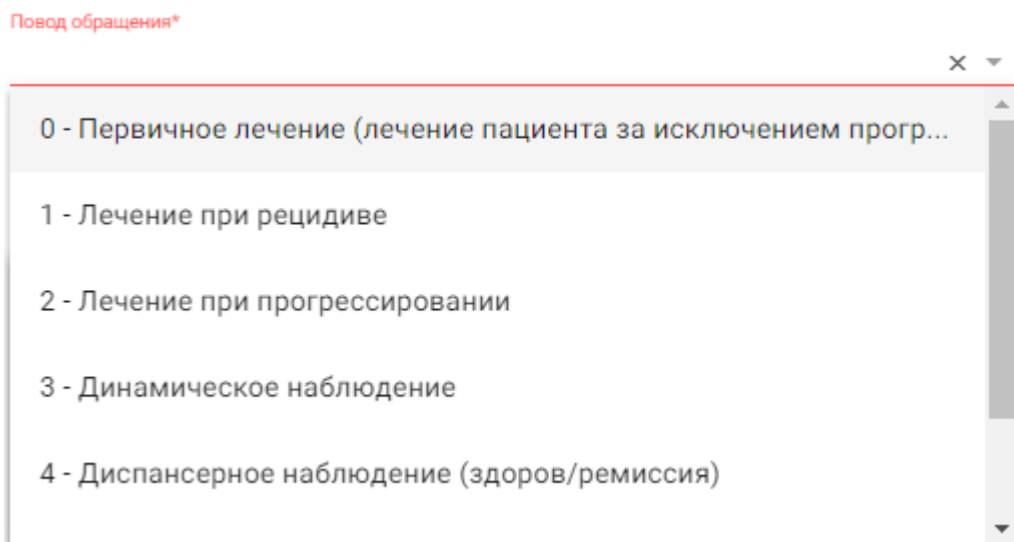 Повод обращения*
0 - Первичное лечение (лечение пациента за исключением прогр...
1 - Лечение при рецидиве
2 - Лечение при прогрессировании
3 - Динамическое наблюдение
4 - Диспансерное наблюдение (здоров/ремиссия)